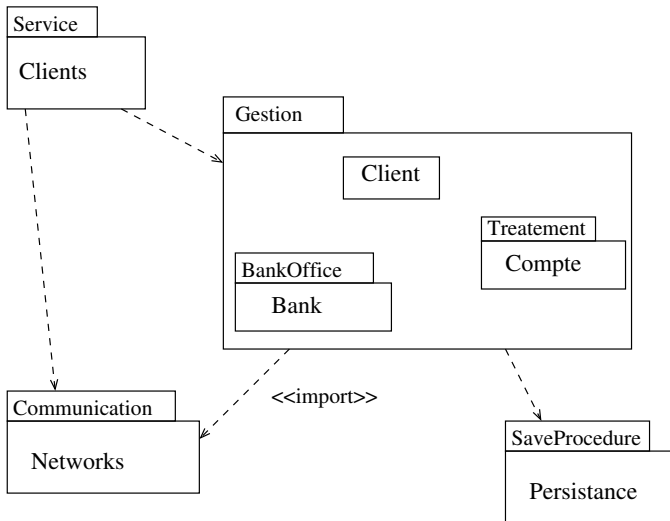 Service
Clients
Gestion
Client
Treatement
Compte
BankOffice
Bank
<<import>>
Communication
Networks
SaveProcedure
Persistance